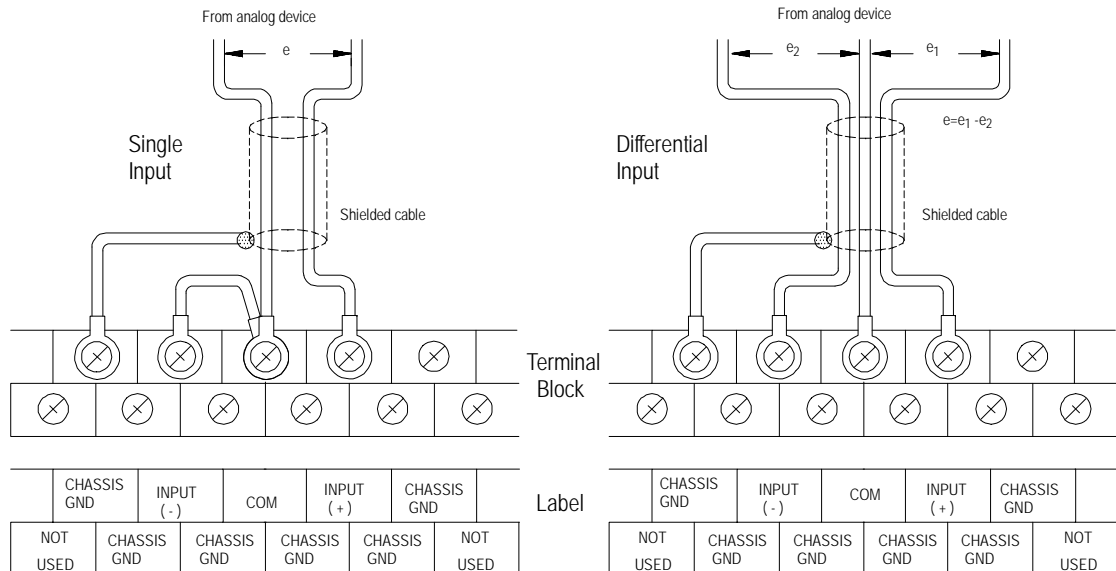 From analog device
From analog device
e
e2
e1
e=e1 -e2
Single
Input
Differential
Input
Shielded cable
Shielded cable
Terminal
Block
CHASSIS
GND
INPUT
( - )
COM
INPUT
( + )
CHASSIS
GND
Label
CHASSIS
GND
INPUT
( - )
COM
INPUT
( + )
CHASSIS
GND
NOT
USED
CHASSIS
GND
CHASSIS
GND
CHASSIS
GND
CHASSIS
GND
NOT
USED
NOT
USED
CHASSIS
GND
CHASSIS
GND
CHASSIS
GND
CHASSIS
GND
NOT
USED